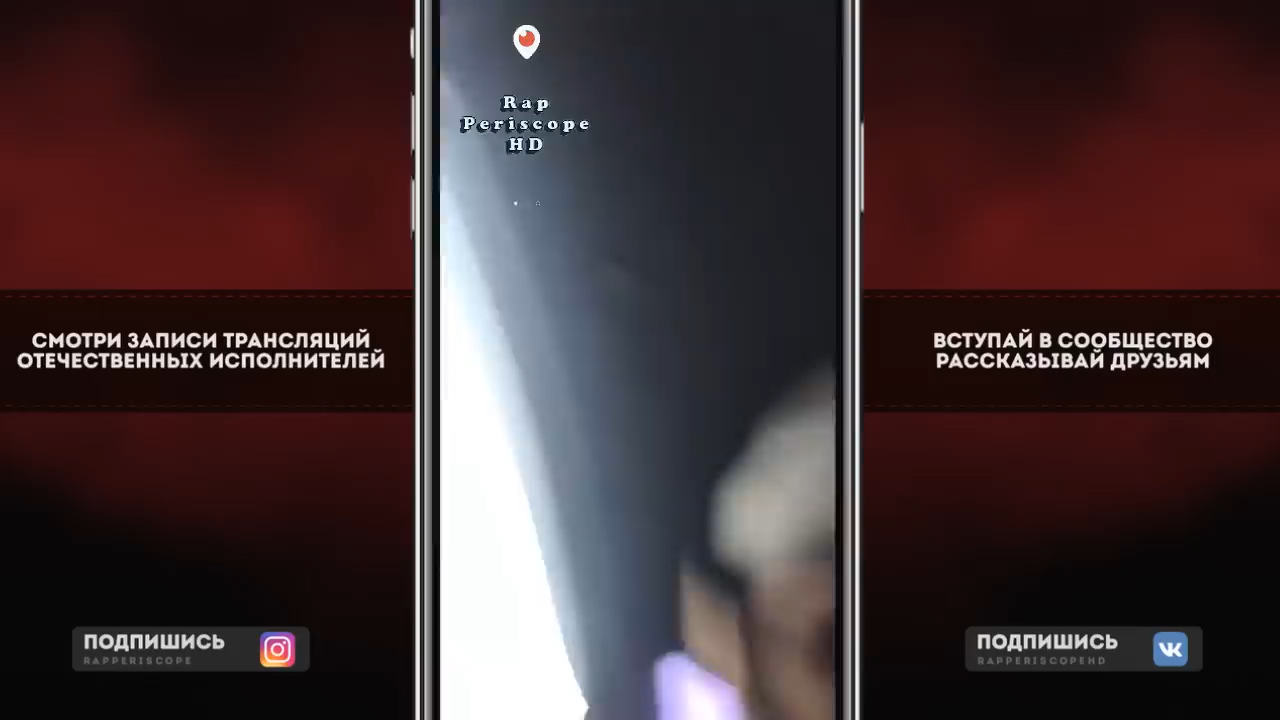 Rap
Periscope
HD
СМОТРИ ЗАПИСИ ТРАНСЛЯЦИЙ
ОТЕЧЕСТВЕННЫХ ИСПОЛНИТЕЛЕЙ
ВСТУПАЙ В СООБЩЕСТВО
РАССКАЗЫВАЙ ДРУЗЬЯМ
ПОДПИШИСЬ
RAPPERISCOPE
ПОДПИШИСЬ
RAPPERISCOPEHD